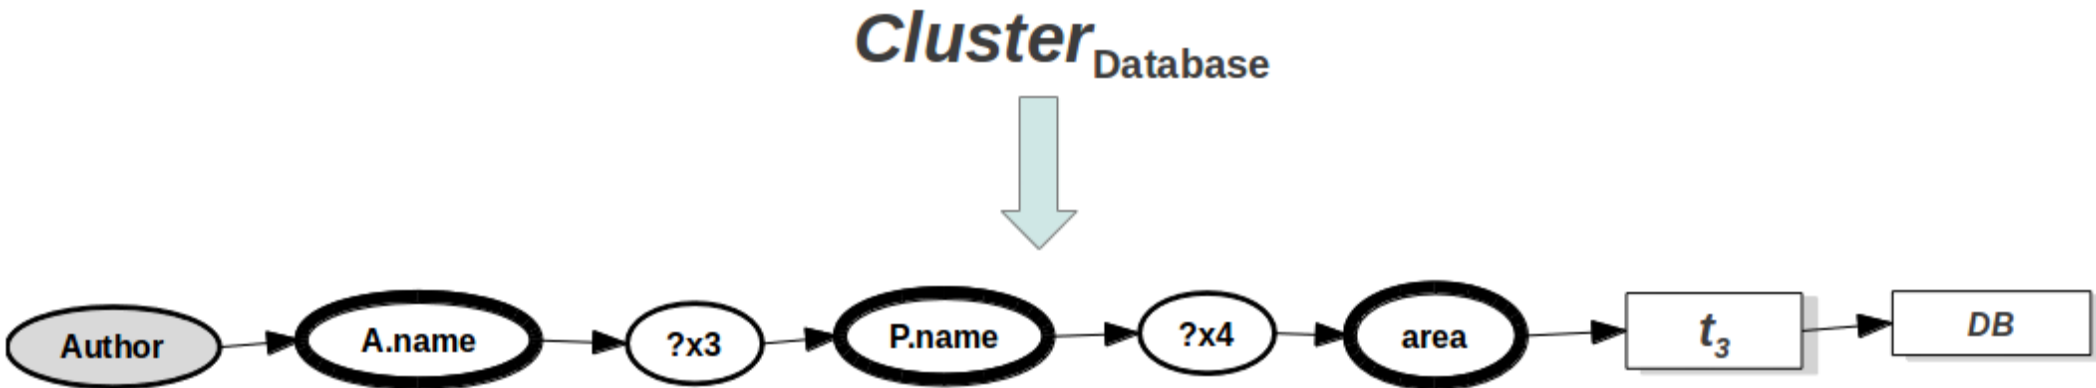 Cluster Database
Author A.name ?x3 P.name ?x4 area t3 DB